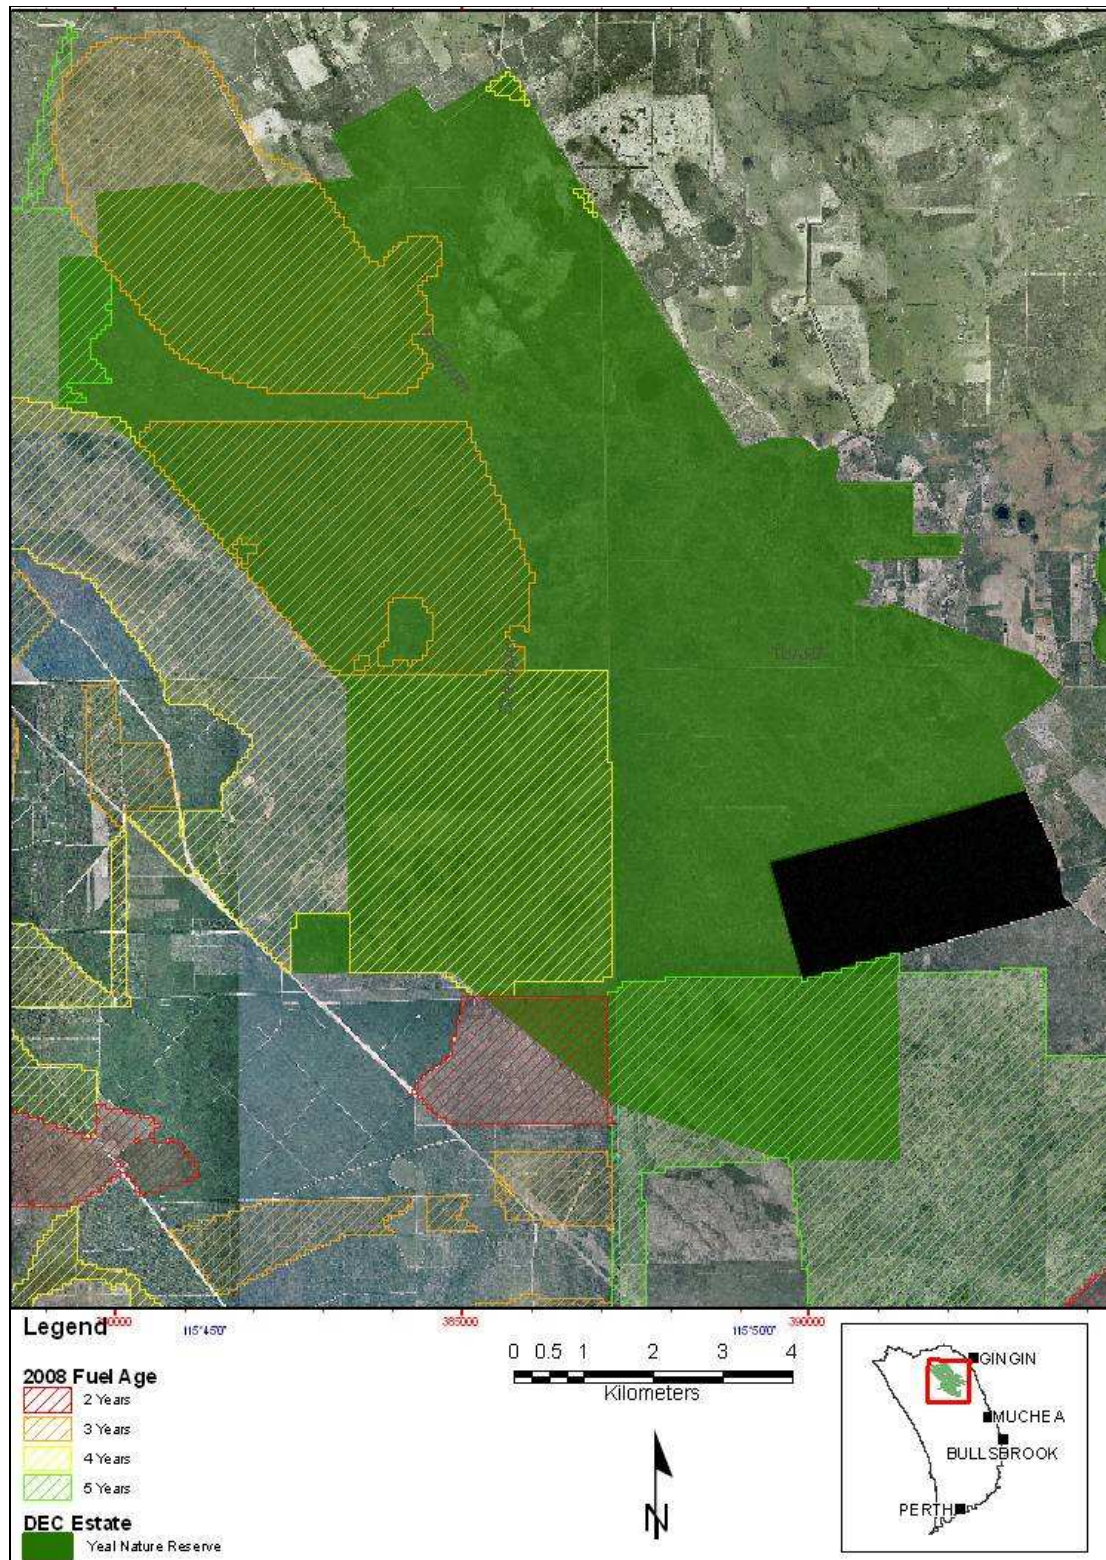 Legend
385000
390000
115°45'0"
115°50'0"
2008 Fuel Age
2 Years
3 Years
4 Years
5 Years
DEC Estate
Yeal Nature Reserve
0 0.5 1 2 3 4
Kilometers
N
GINGIN
MUCHEA
BULLSBROOK
PERTH